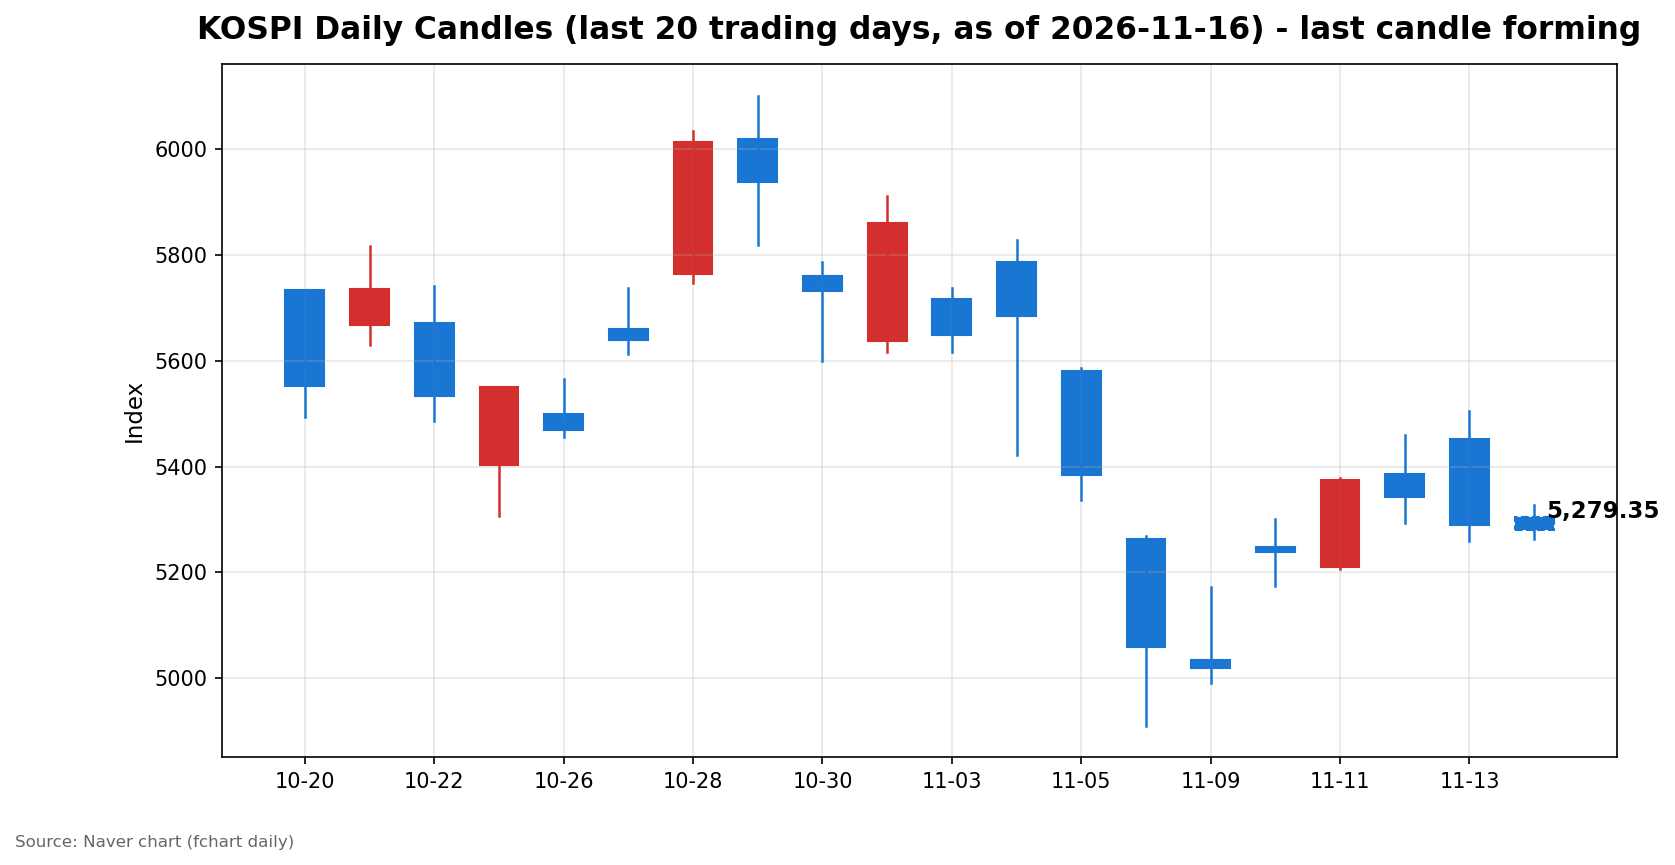 KOSPI Daily Candles (last 20 trading days, as of 2026-11-16) - last candle forming
6000
5800
5600
5400
5200
5000
Index
5,279.35
10-20 10-22 10-26 10-28 10-30 11-03 11-05 11-09 11-11 11-13
Source: Naver chart (fchart daily)